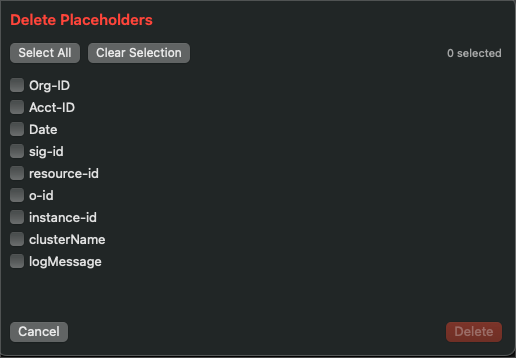 Delete Placeholders
Select All Clear Selection 0 selected
Org-ID
Acct-ID
Date
sig-id
resource-id
o-id
instance-id
clusterName
logMessage
Cancel Delete